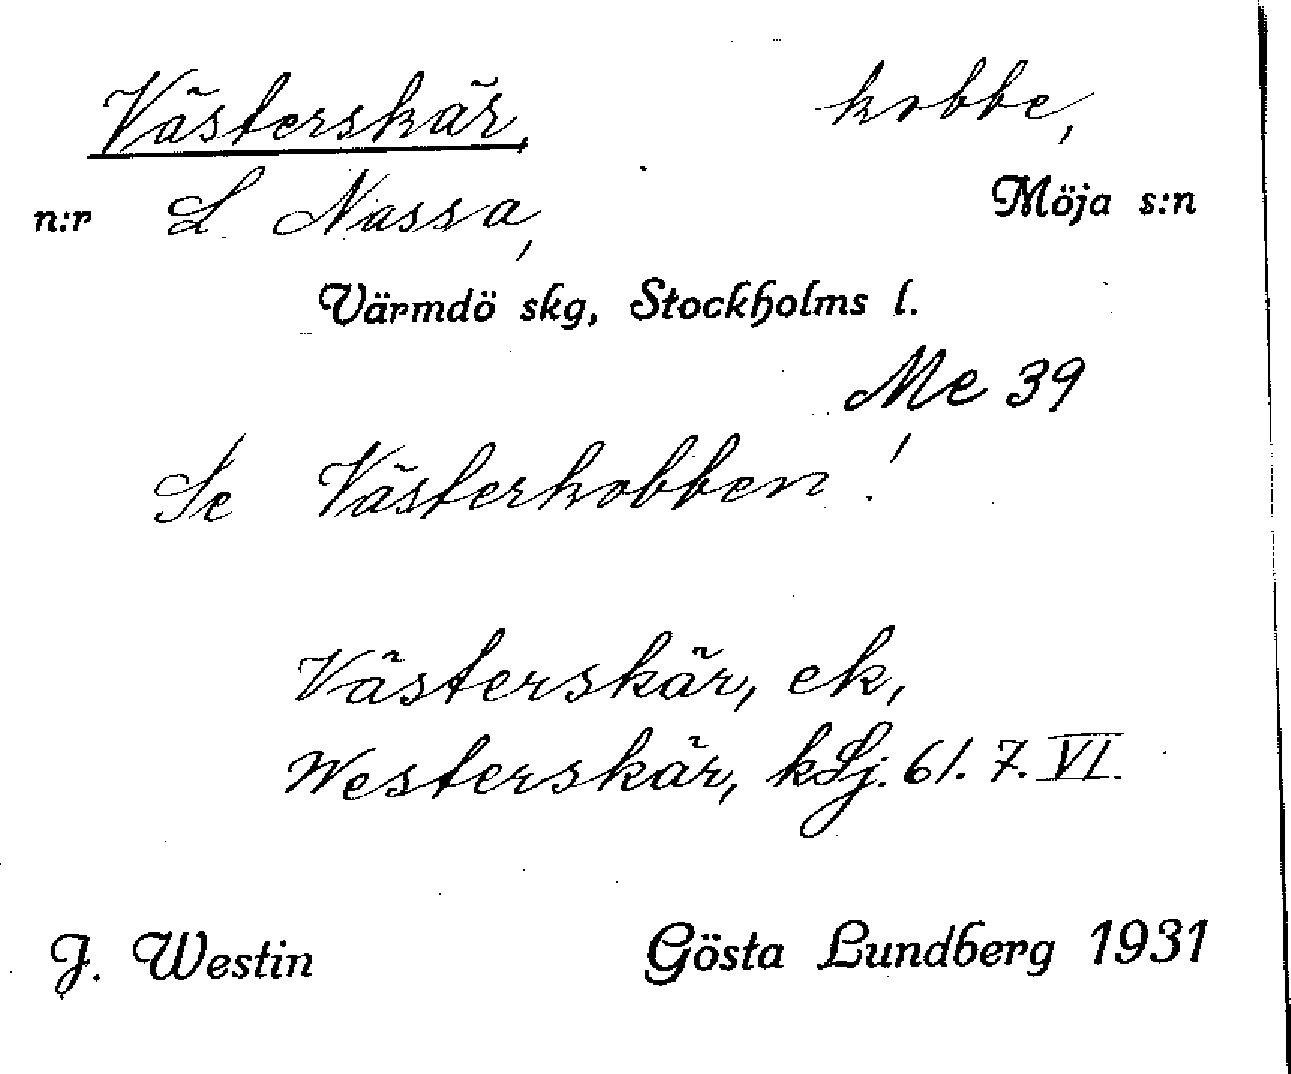 Västerskär, kobbe,
n:r L. Nassa, Möja s:n
Värmdö skg, Stockholms l.
Me 39
Se Västerkobben!
Västerskär, ek,
Westerskär, kLj. 61. 7. VI.
J. Westin Gösta Lundberg 1931